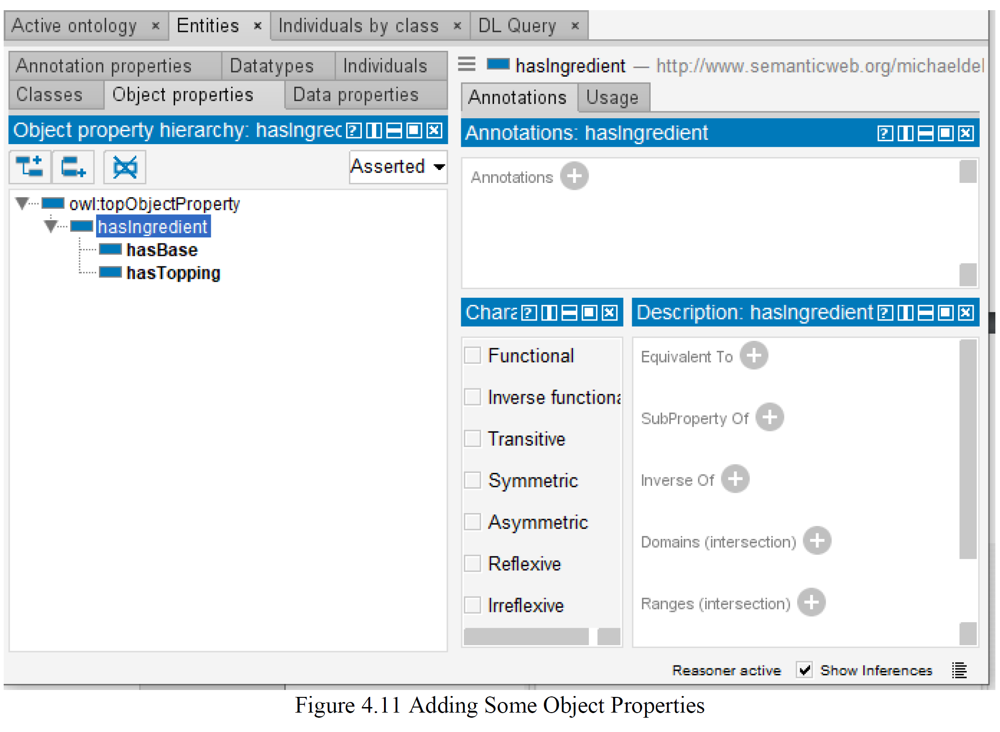 Active ontology × Entities × Individuals by class × DL Query ×
Annotation properties Datatypes Individuals
Classes Object properties Data properties
Object property hierarchy: hasIngrec
Asserted
owl:topObjectProperty
hasIngredient
hasBase
hasTopping
hasIngredient — http://www.semanticweb.org/michaeldel
Annotations Usage
Annotations: hasIngredient
Annotations
Chara
Functional
Inverse functiona
Transitive
Symmetric
Asymmetric
Reflexive
Irreflexive
Description: hasIngredient
Equivalent To
SubProperty Of
Inverse Of
Domains (intersection)
Ranges (intersection)
Reasoner active Show Inferences
Figure 4.11 Adding Some Object Properties